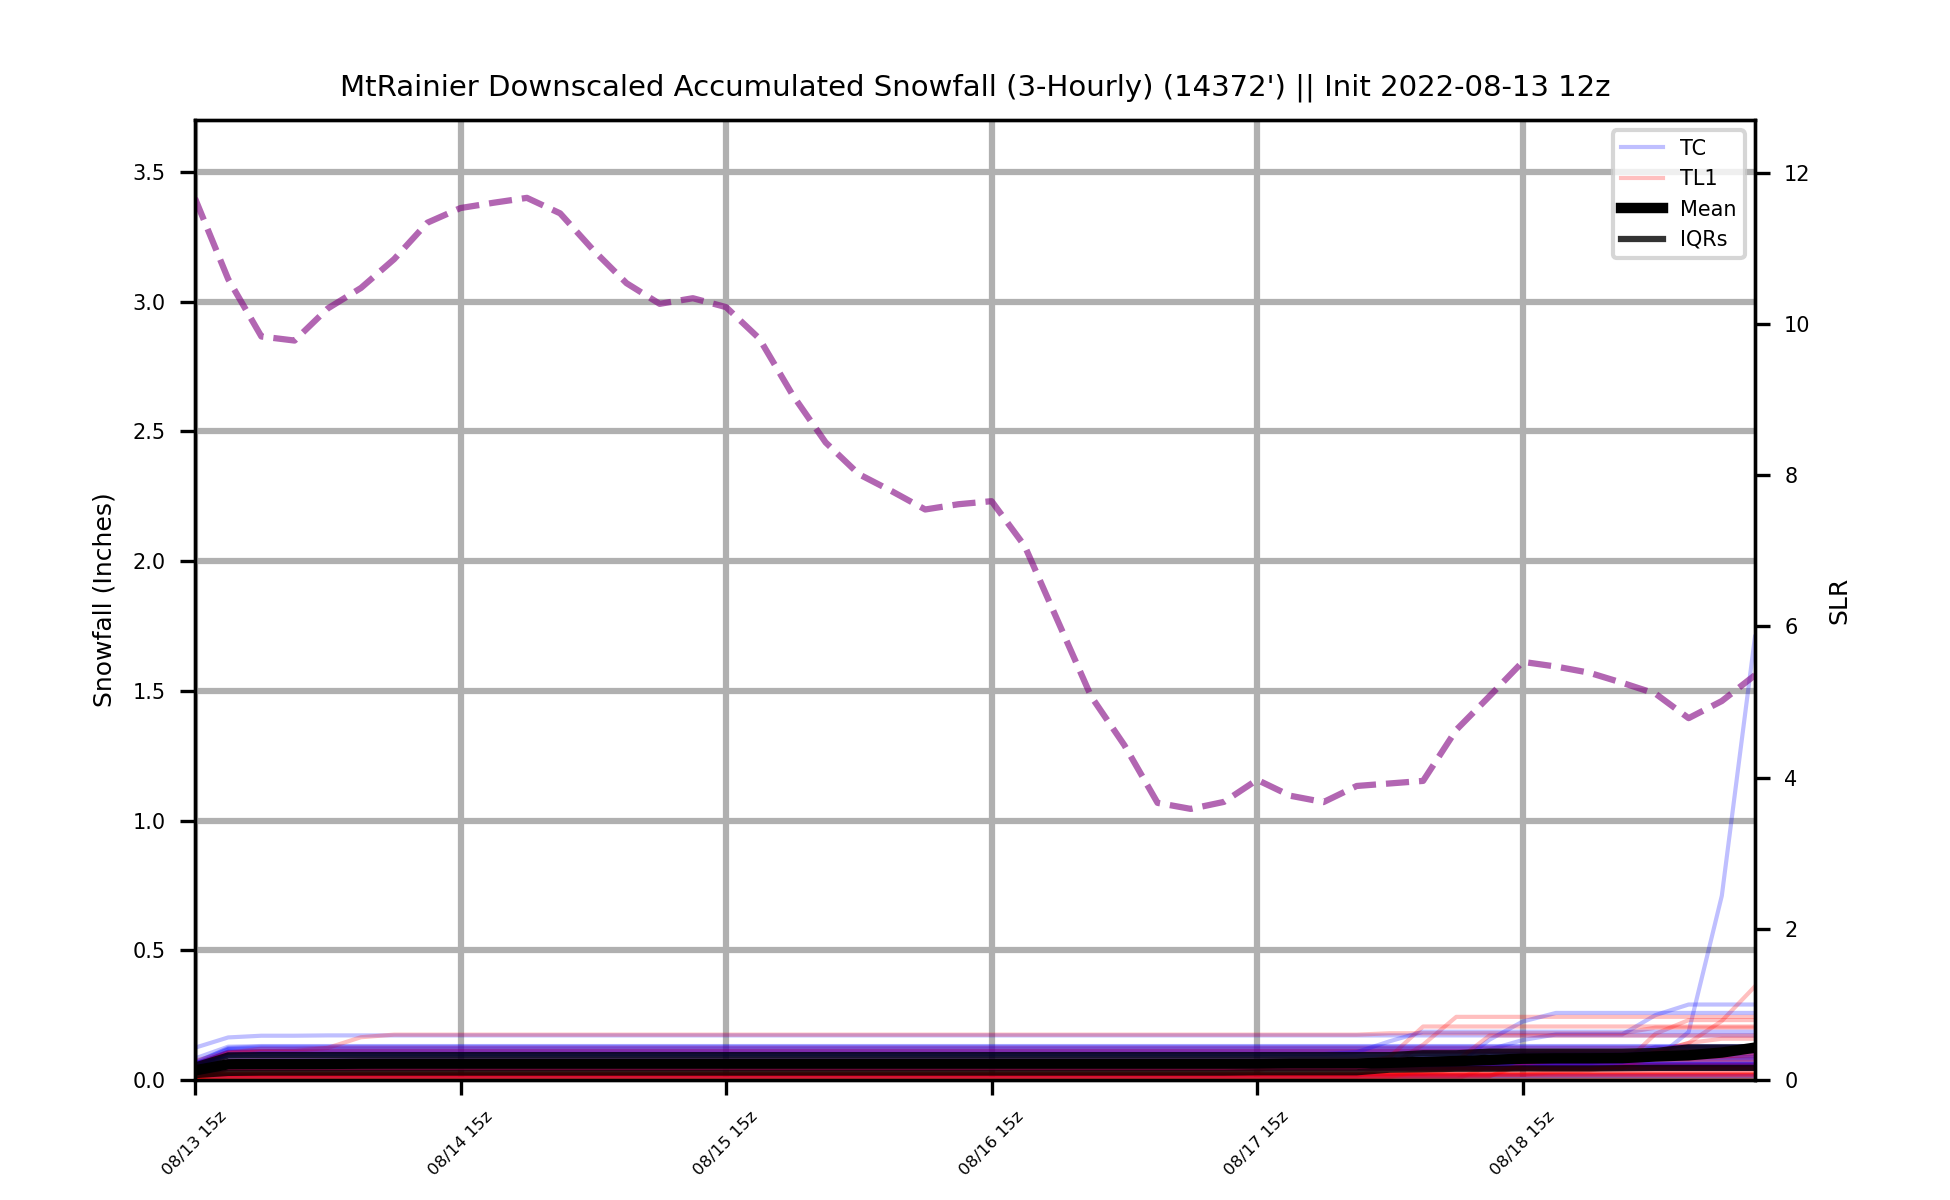 MtRainier Downscaled Accumulated Snowfall (3-Hourly) (14372') || Init 2022-08-13 12z
TC
TL1
Mean
IQRs
3.5
3.0
2.5
2.0
1.5
1.0
0.5
0.0
Snowfall (Inches)
12
10
8
6
4
2
0
SLR
08/13 15z
08/14 15z
08/15 15z
08/16 15z
08/17 15z
08/18 15z